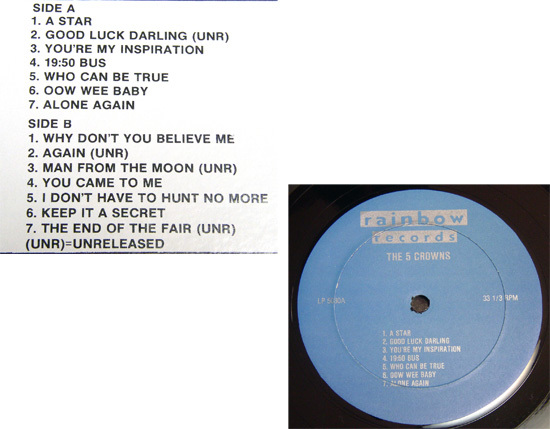 SIDE A
1. A STAR
2. GOOD LUCK DARLING (UNR)
3. YOU'RE MY INSPIRATION
4. 19:50 BUS
5. WHO CAN BE TRUE
6. OOW WEE BABY
7. ALONE AGAIN
SIDE B
1. WHY DON'T YOU BELIEVE ME
2. AGAIN (UNR)
3. MAN FROM THE MOON (UNR)
4. YOU CAME TO ME
5. I DON'T HAVE TO HUNT NO MORE
6. KEEP IT A SECRET
7. THE END OF THE FAIR (UNR)
(UNR)=UNRELEASED
rainbow
records
THE 5 CROWNS
LP
33 1/3 RPM
1. A STAR
2. GOOD LUCK DARLING
3. YOU'RE MY INSPIRATION
4. 19:50 BUS
5. WHO CAN BE TRUE
6. OOW WEE BABY
7. ALONE AGAIN